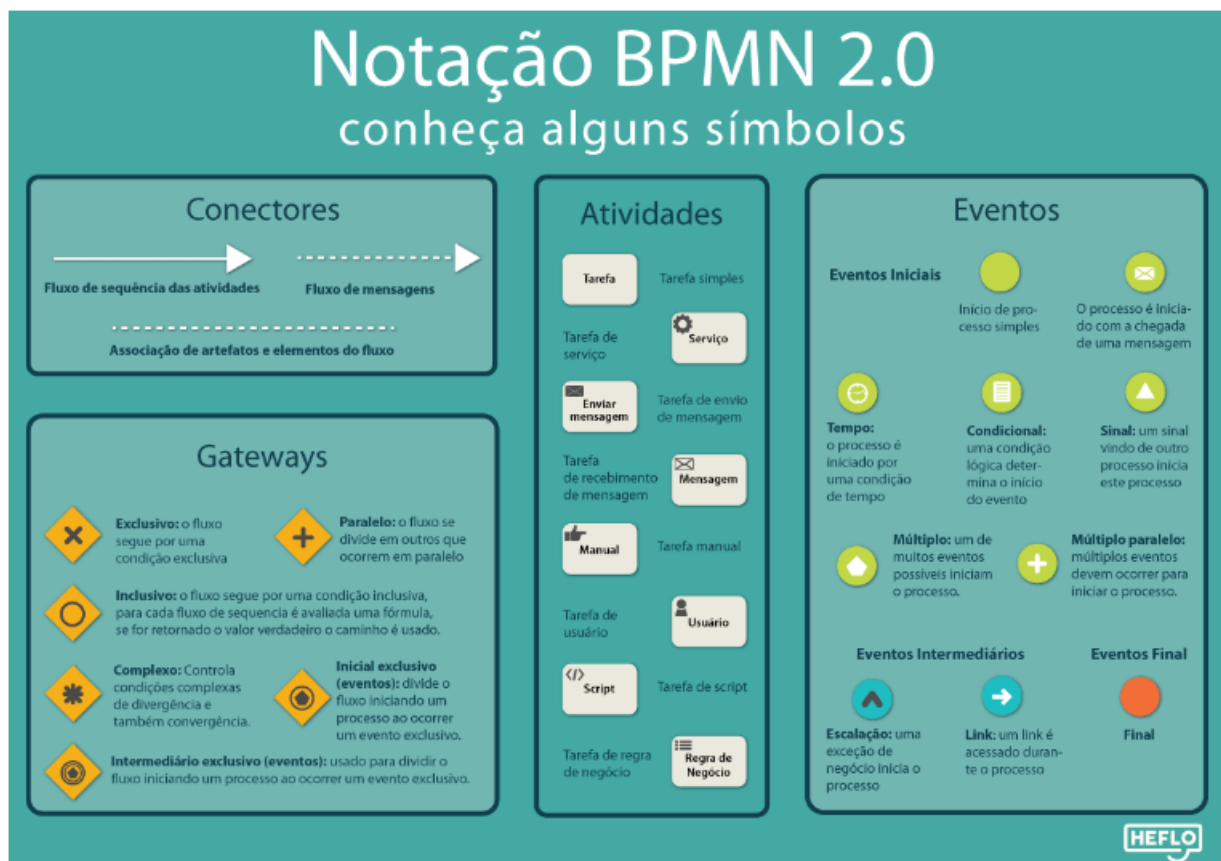 Notação BPMN 2.0
conheça alguns símbolos
Conectores
Fluxo de sequência das atividades
Fluxo de mensagens
Associação de artefatos e elementos do fluxo
Gateways
Exclusivo: o fluxo
segue por uma
condição exclusiva
Paralelo: o fluxo se
divide em outros que
ocorrem em paralelo
Inclusivo: o fluxo segue por uma condição inclusiva,
para cada fluxo de sequencia é avaliada uma fórmula,
se for retornado o valor verdadeiro o caminho é usado.
Complexo: Controla
condições complexas
de divergência e
também convergência.
Inicial exclusivo
(eventos): divide o
fluxo iniciando um
processo ao ocorrer
um evento exclusivo.
Intermediário exclusivo (eventos): usado para dividir o
fluxo iniciando um processo ao ocorrer um evento exclusivo.
Atividades
Tarefa
Tarefa simples
Tarefa de
serviço
Serviço
Enviar
mensagem
Tarefa de envio
de mensagem
Tarefa
de recebimento
de mensagem
Mensagem
Manual
Tarefa manual
Tarefa de
usuário
Usuário
Script
Tarefa de script
Tarefa de regra
de negócio
Regra de
Negócio
Eventos
Eventos Iniciais
Início de pro-
cesso simples
O processo é inicia-
do com a chegada
de uma mensagem
Tempo:
o processo é
iniciado por
uma condição
de tempo
Condicional:
uma condição
lógica deter-
mina o início
do evento
Sinal: um sinal
vindo de outro
processo inicia
este processo
Múltiplo: um de
muitos eventos
possíveis iniciam
o processo.
Múltiplo paralelo:
múltiplos eventos
devem ocorrer para
iniciar o processo.
Eventos Intermediários
Eventos Final
Escalação: uma
exceção de
negócio inicia o
processo
Link: um link é
acessado duran-
te o processo
Final
HEFLO